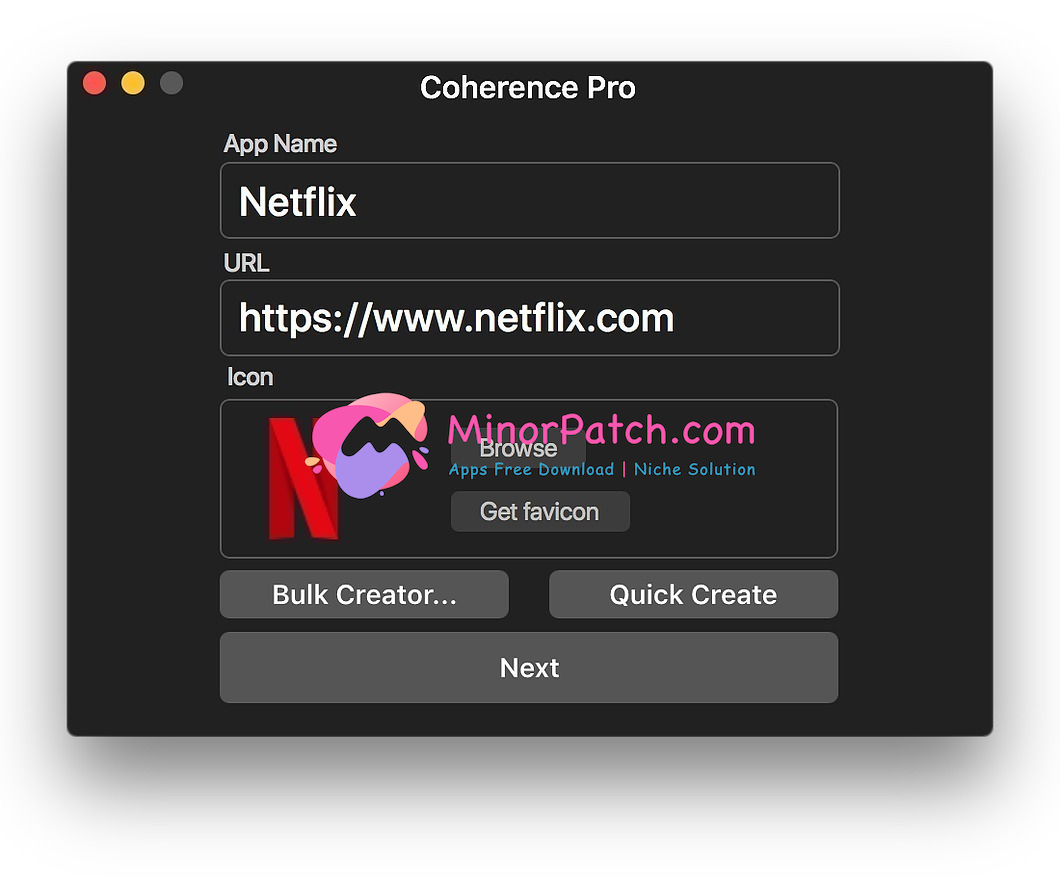 Coherence Pro
App Name
Netflix
URL
https://www.netflix.com
Icon
MinorPatch.com
Browse
Apps Free Download | Niche Solution
Get favicon
Bulk Creator...
Quick Create
Next